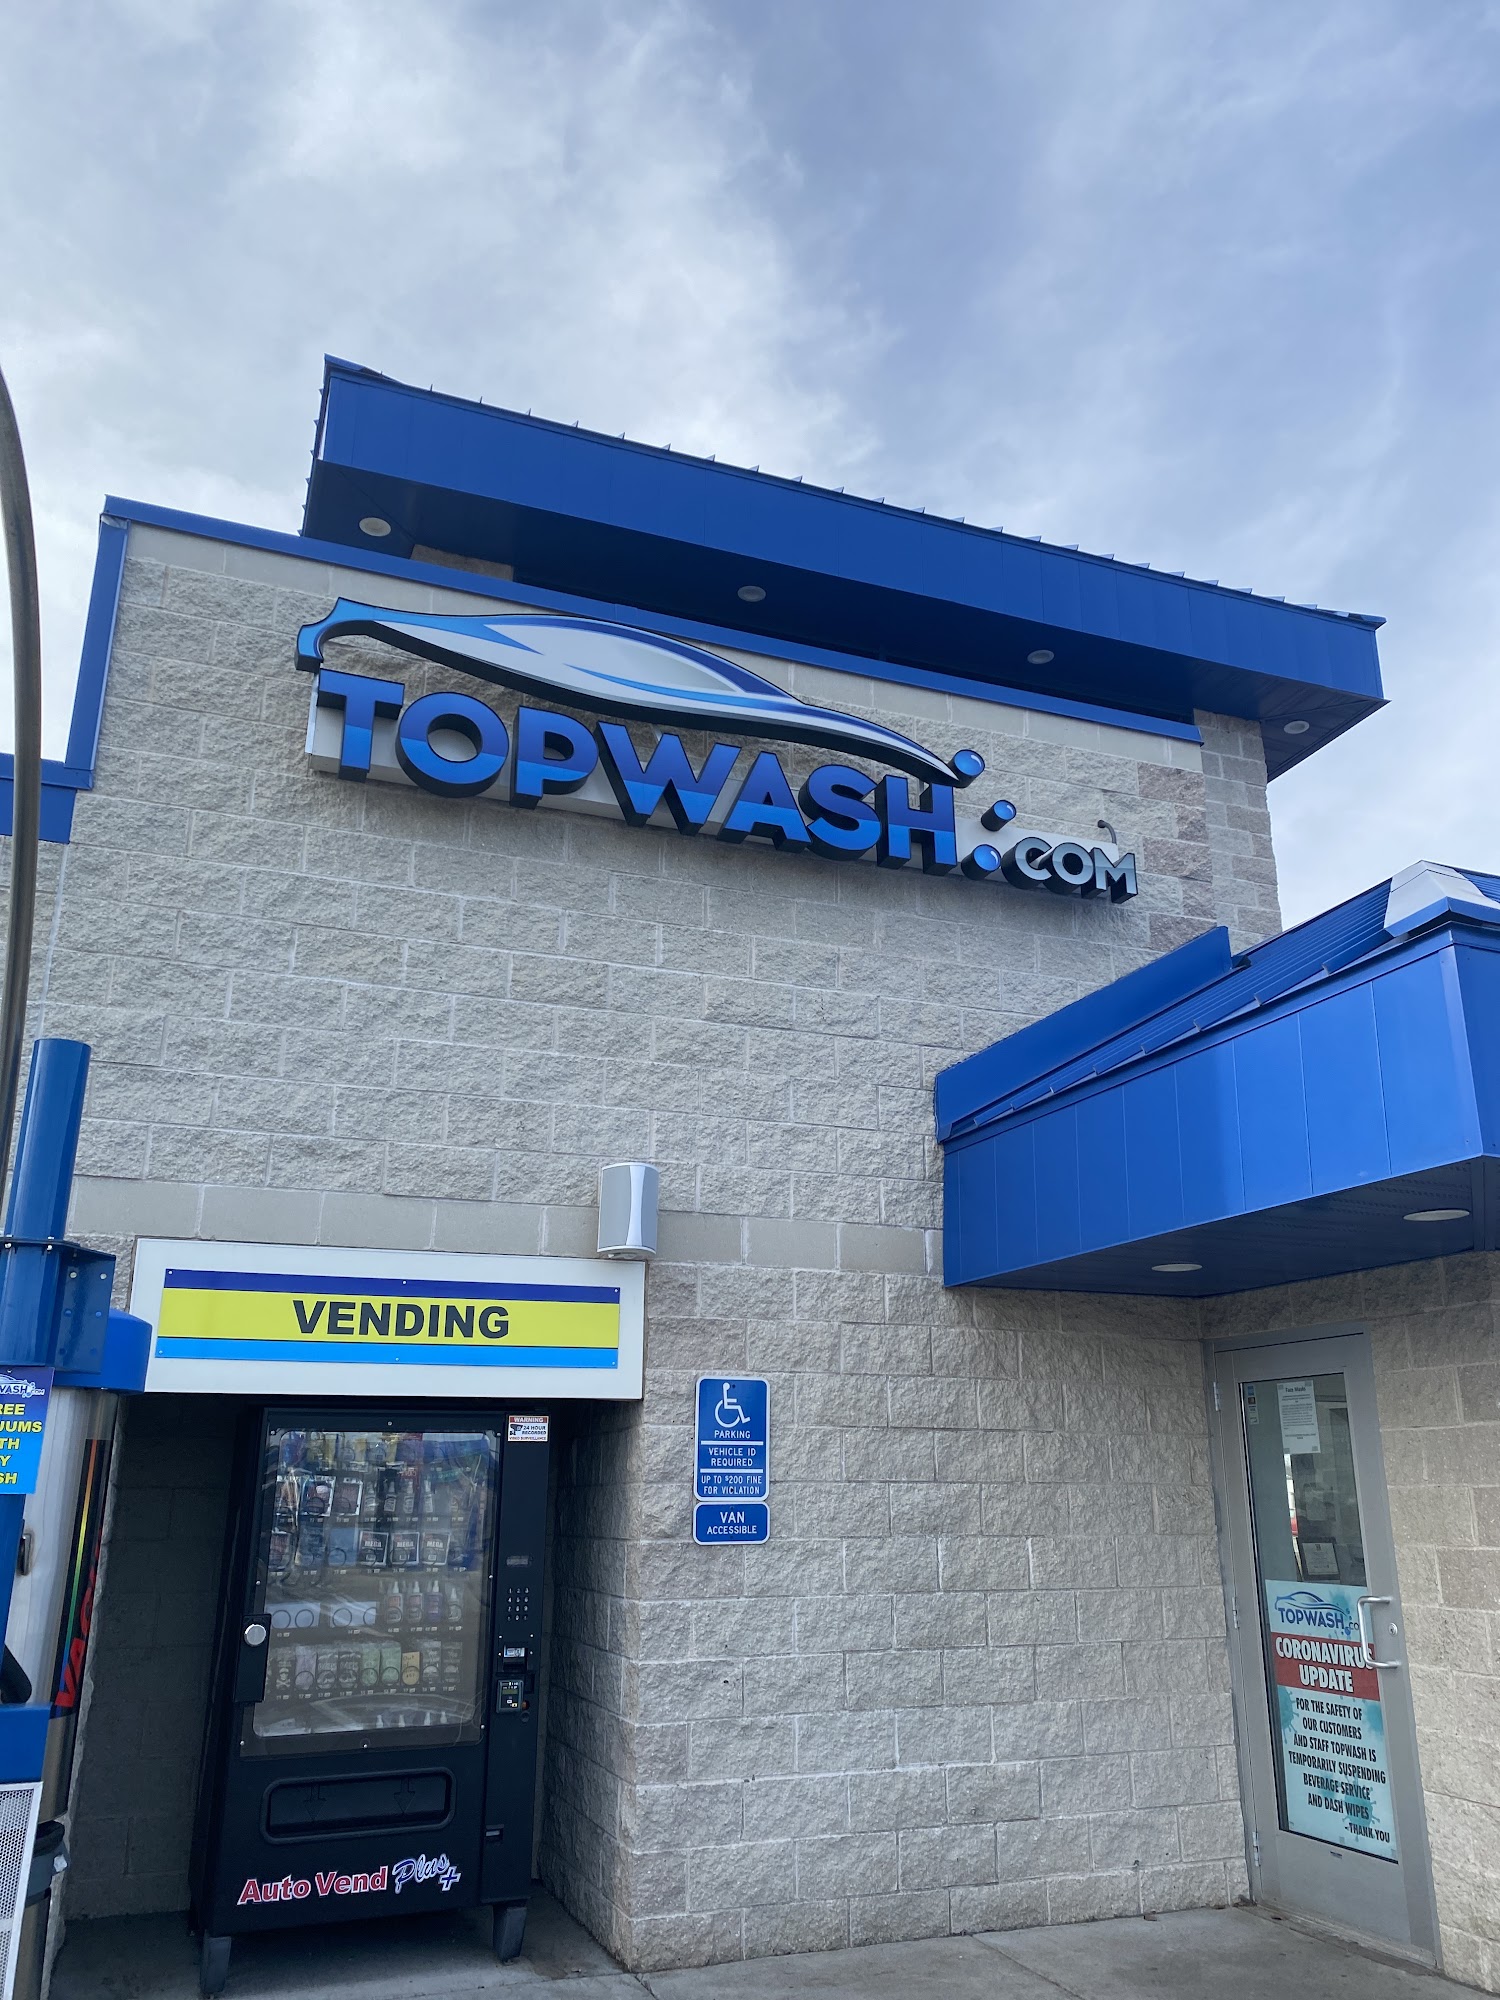 TOPWASH.COM
VENDING
WARNING
24 HOUR
RECORDED
VIDEO SURVEILLANCE
PARKING
VEHICLE ID
REQUIRED
UP TO $200 FINE
FOR VIOLATION
VAN
ACCESSIBLE
Auto Vend Plus+
TOPWASH
CORONAVIRUS
UPDATE
FOR THE SAFETY OF
OUR CUSTOMERS
AND STAFF TOPWASH IS
TEMPORARILY SUSPENDING
BEVERAGE SERVICE
AND DASH WIPES
-THANK YOU